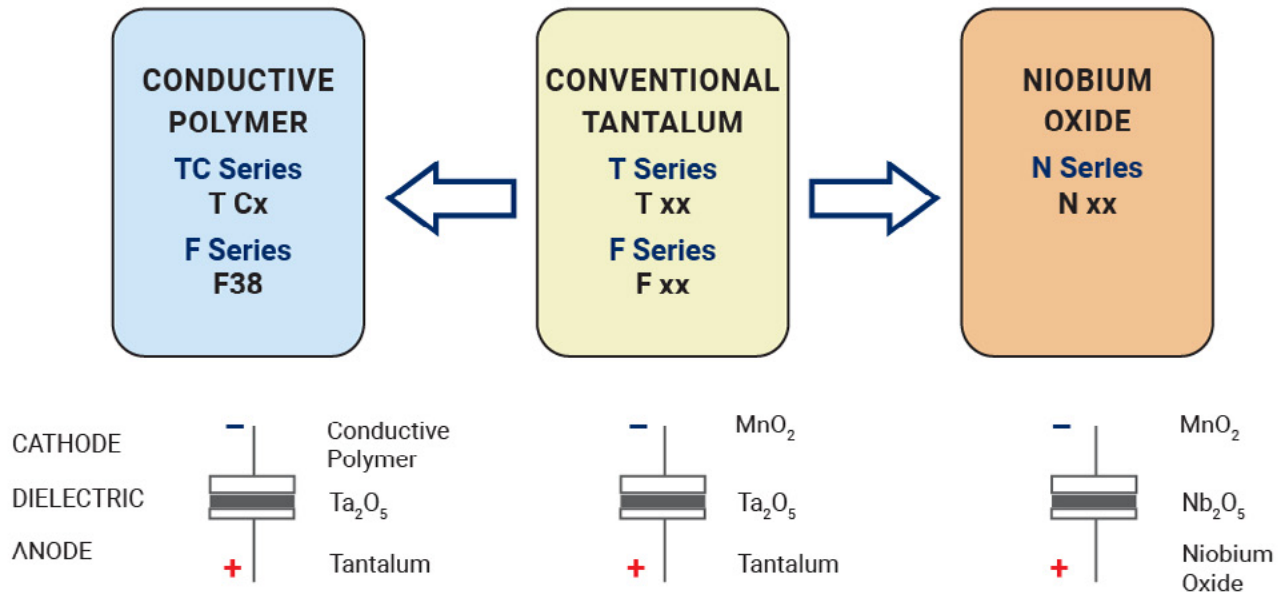 CONDUCTIVE
POLYMER
TC Series
T Cx
F Series
F38
CONVENTIONAL
TANTALUM
T Series
T xx
F Series
F xx
NIOBIUM
OXIDE
N Series
N xx
CATHODE
DIELECTRIC
ANODE
−
Conductive
Polymer
Ta₂O₅
+
Tantalum
−
MnO₂
Ta₂O₅
+
Tantalum
−
MnO₂
Nb₂O₅
+
Niobium
Oxide